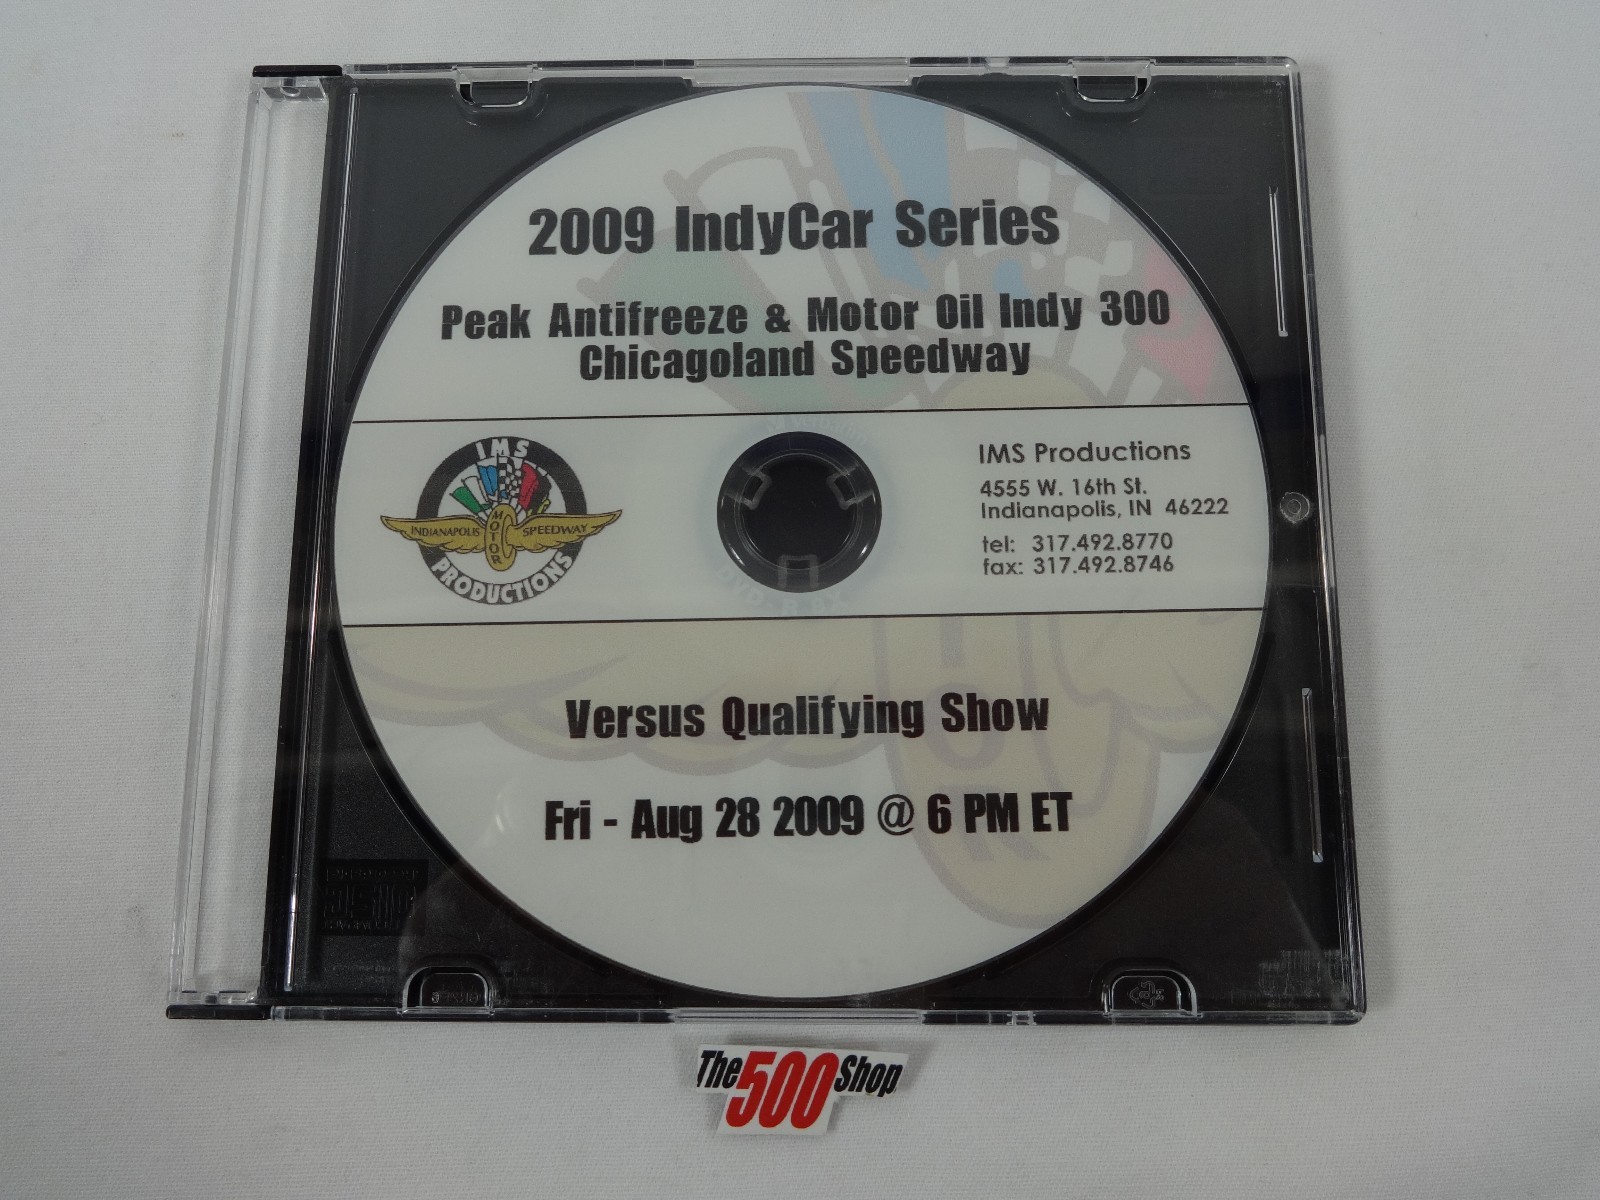 2009 IndyCar Series
Peak Antifreeze & Motor Oil Indy 300
Chicagoland Speedway
IMS
INDIANAPOLIS MOTOR SPEEDWAY
PRODUCTIONS
IMS Productions
4555 W. 16th St.
Indianapolis, IN 46222
tel: 317.492.8770
fax: 317.492.8746
DVD-R 8X
Versus Qualifying Show
Fri - Aug 28 2009 @ 6 PM ET
The 500 Shop